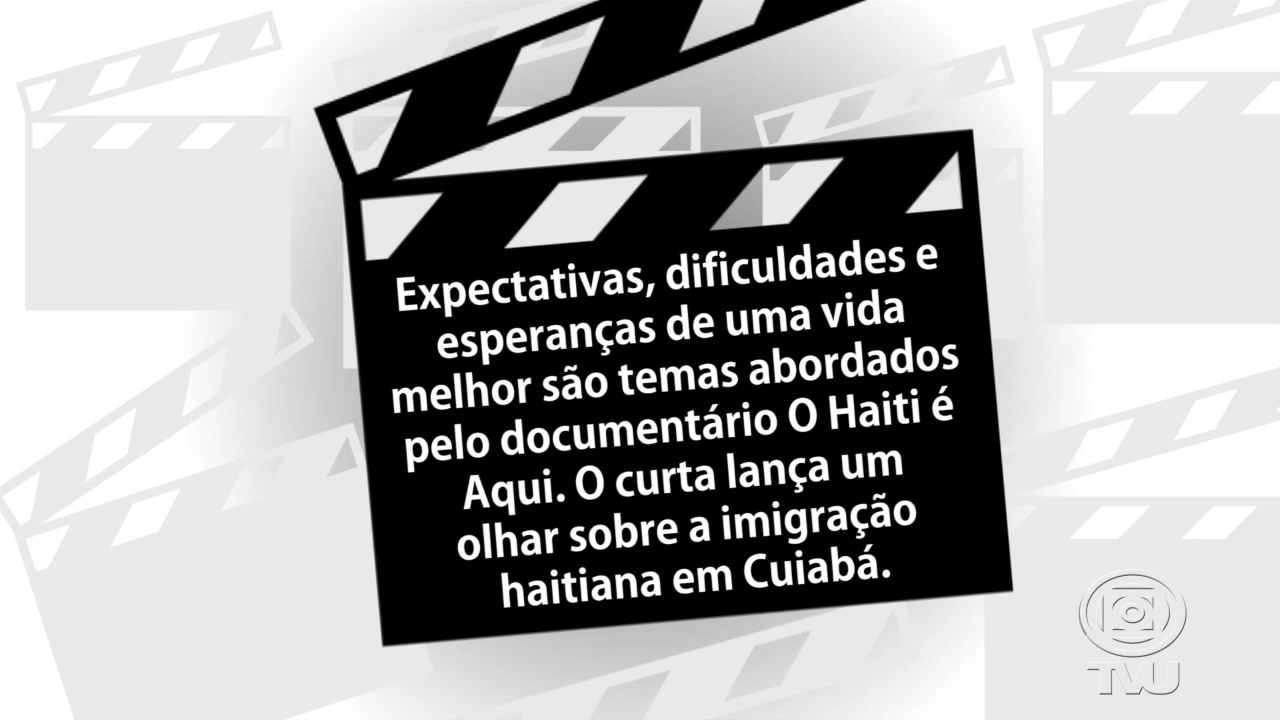 Expectativas, dificuldades e
esperanças de uma vida
melhor são temas abordados
pelo documentário O Haiti é
Aqui. O curta lança um
olhar sobre a imigração
haitiana em Cuiabá.
TVU